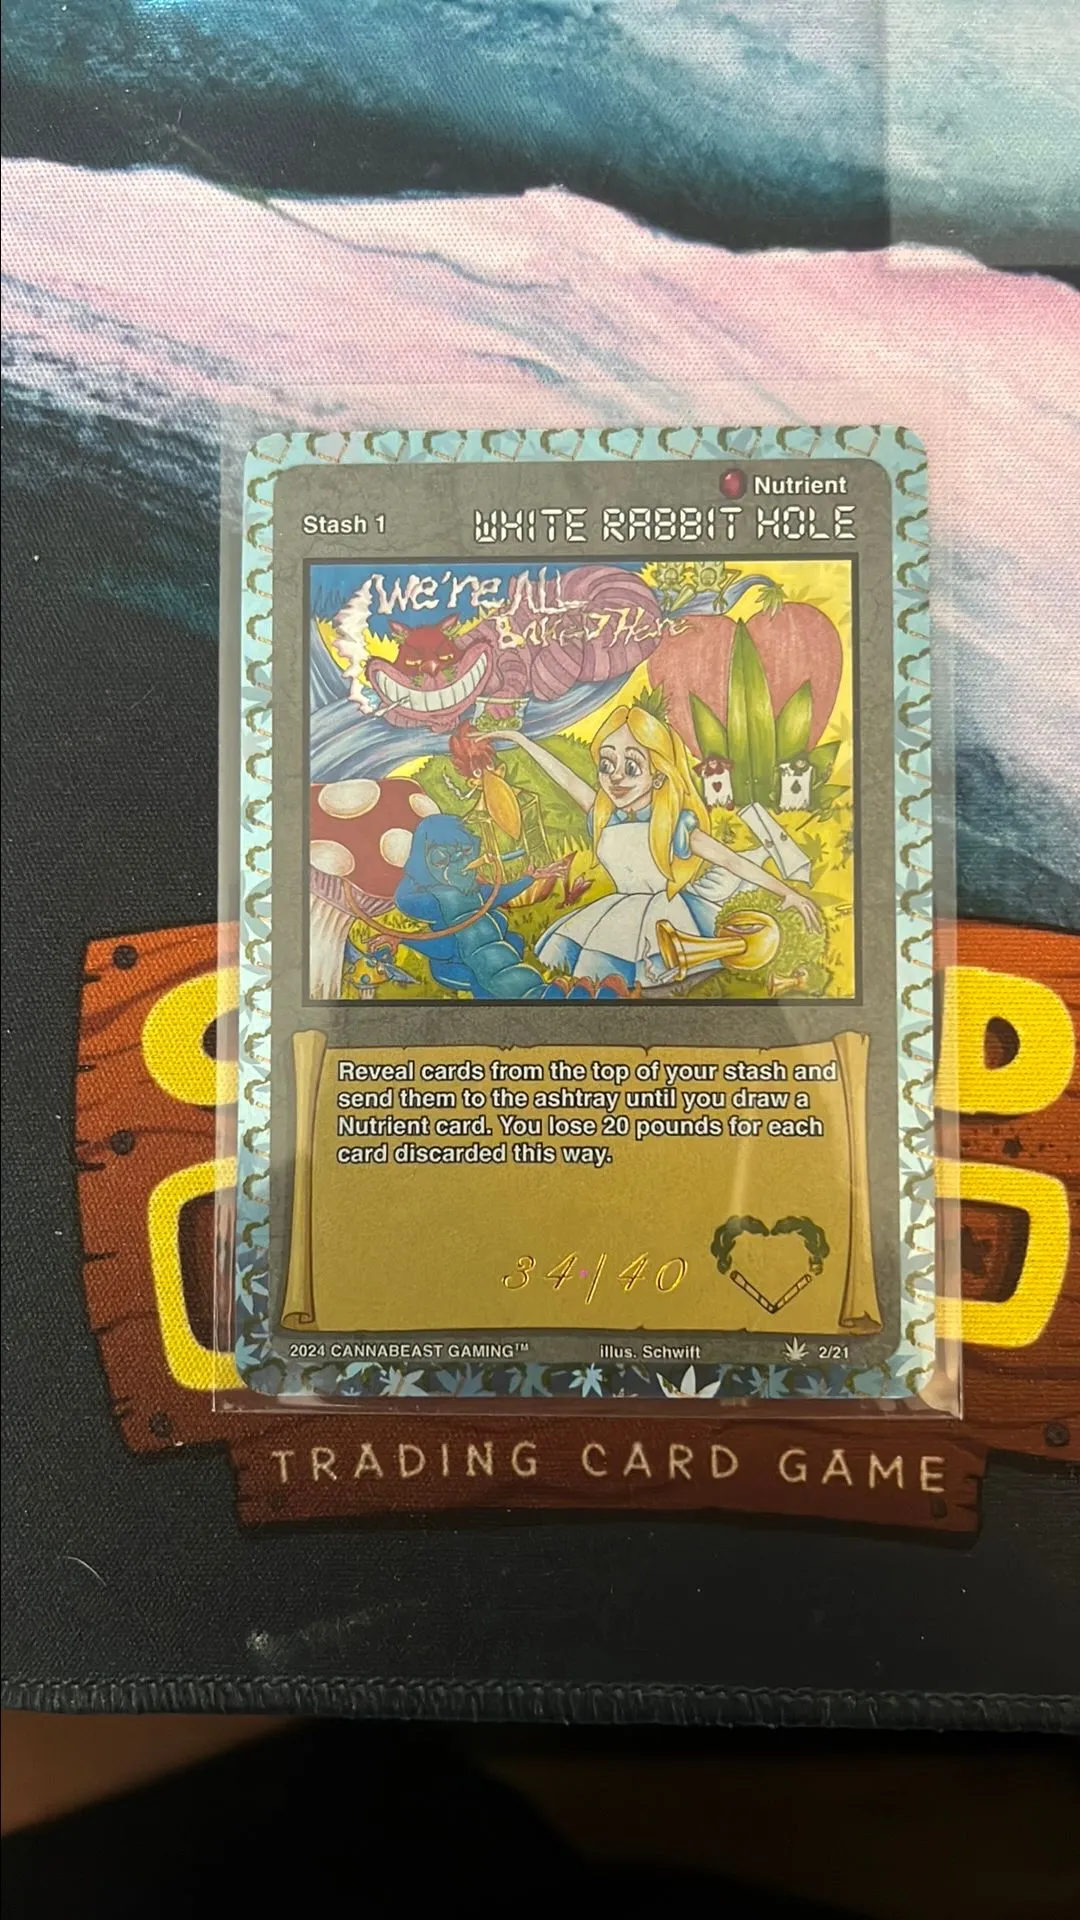 Nutrient
Stash 1 WHITE RABBIT HOLE
We're ALL
BAKED Here
Reveal cards from the top of your stash and
send them to the ashtray until you draw a
Nutrient card. You lose 20 pounds for each
card discarded this way.
34/40
2024 CANNABEAST GAMING™ illus. Schwift 2/21
TRADING CARD GAME